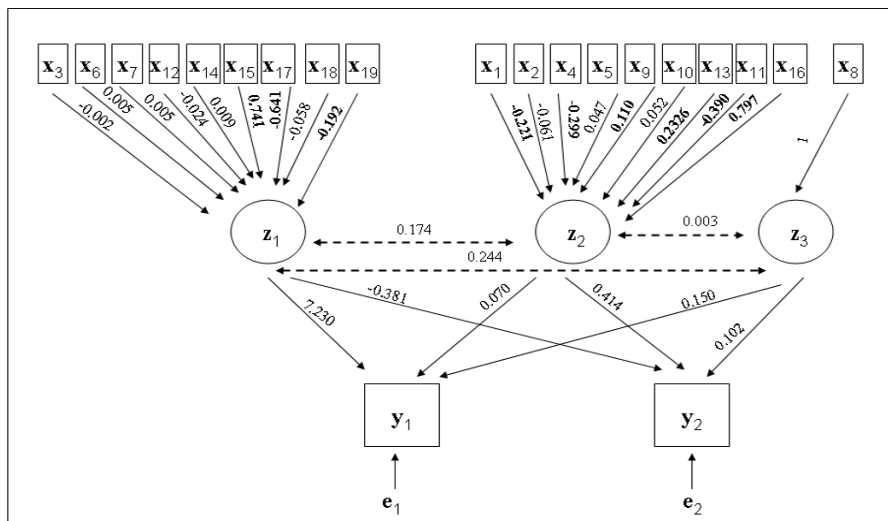 x3 x6 x7 x12 x14 x15 x17 x18 x19 x1 x2 x4 x5 x9 x10 x13 x11 x16 x8
-0.002 0.005 0.005 -0.024 0.009 0.741 -0.641 -0.058 -0.192 -0.221 -0.061 -0.299 0.047 0.110 0.052 0.2326 -0.390 0.797 1
z1 0.174 z2 0.003 z3
0.244
7.230 -0.381 0.070 0.414 0.150 0.102
y1 y2
e1 e2